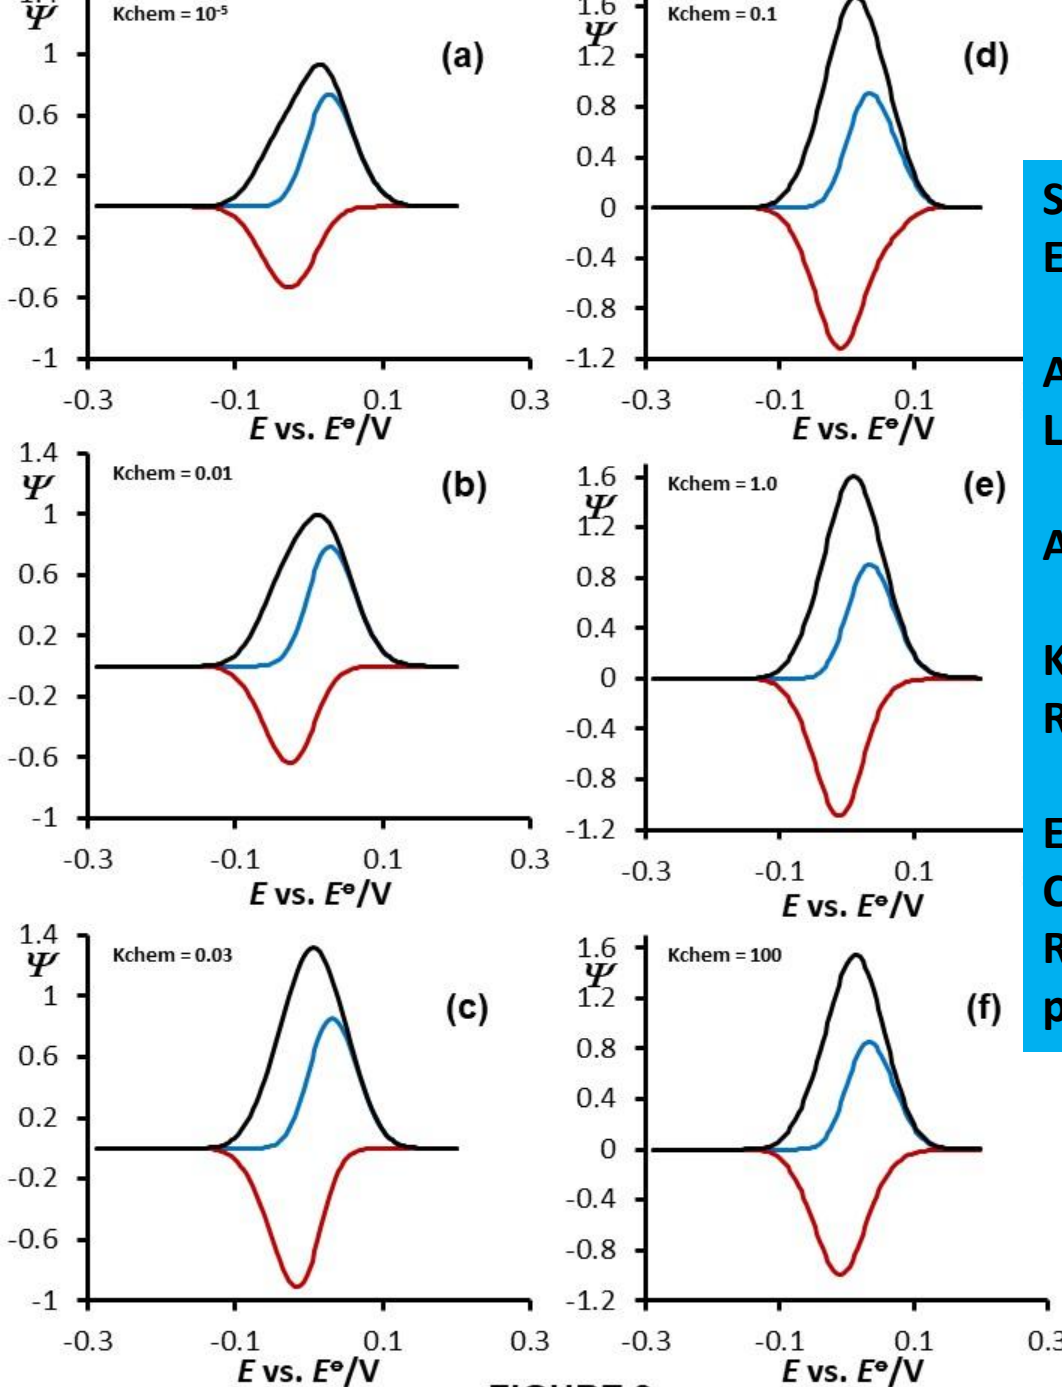 Ψ
Kchem = 10⁻⁵
(a)
1
0.6
0.2
-0.2
-0.6
-1
-0.3
-0.1
0.1
0.3
E vs. E°/V
1.4
Ψ
Kchem = 0.01
(b)
1
0.6
0.2
-0.2
-0.6
-1
-0.3
-0.1
0.1
0.3
E vs. E°/V
1.4
Ψ
Kchem = 0.03
(c)
1
0.6
0.2
-0.2
-0.6
-1
-0.3
-0.1
0.1
0.3
E vs. E°/V
1.6
Ψ
Kchem = 0.1
(d)
1.2
0.8
0.4
0
-0.4
-0.8
-1.2
-0.3
-0.1
0.1
E vs. E°/V
1.6
Ψ
Kchem = 1.0
(e)
1.2
0.8
0.4
0
-0.4
-0.8
-1.2
-0.3
-0.1
0.1
E vs. E°/V
1.6
Ψ
Kchem = 100
(f)
1.2
0.8
0.4
0
-0.4
-0.8
-1.2
-0.3
-0.1
0.1
0.3
E vs. E°/V
S
E
A
L
A
K
R
E
C
R
p